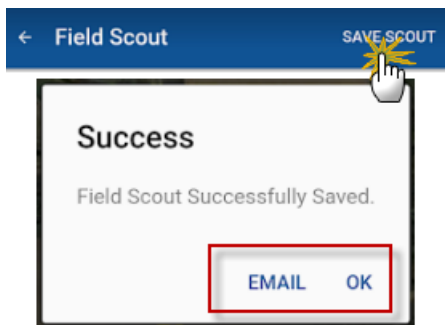 ← Field Scout SAVE SCOUT
Success
Field Scout Successfully Saved.
EMAIL OK